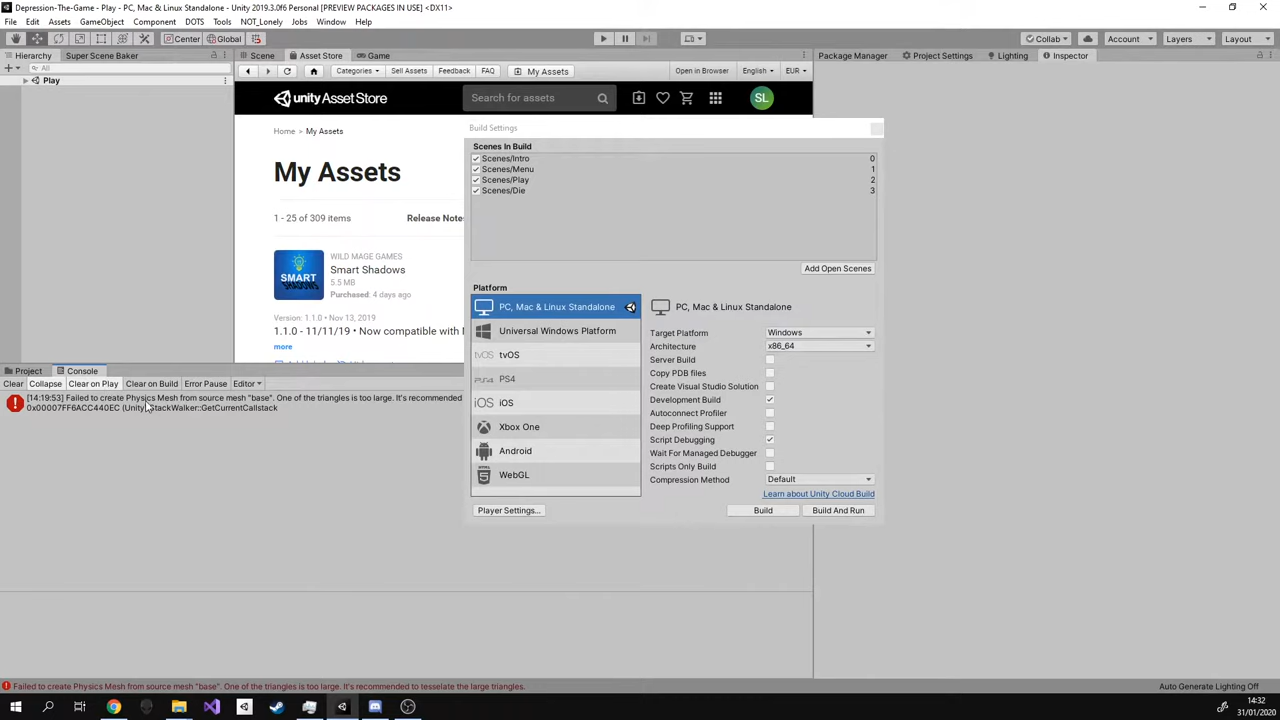 Depression-The-Game - Play - PC, Mac & Linux Standalone - Unity 2019.3.0f6 Personal [PREVIEW PACKAGES IN USE] <DX11>
File Edit Assets GameObject Component DOTS Tools NOT_Lonely Jobs Window Help
Center Global Collab Account Layers Layout
Hierarchy Super Scene Baker Scene Asset Store Game Package Manager Project Settings Lighting Inspector
All
Play
Categories Sell Assets Feedback FAQ My Assets Open in Browser English EUR
unity Asset Store Search for assets SL
Home > My Assets
My Assets
1 - 25 of 309 items Release Note
SMART SHADOWS
WILD MAGE GAMES
Smart Shadows
5.5 MB
Purchased: 4 days ago
Version: 1.1.0 • Nov 13, 2019
1.1.0 - 11/11/19 • Now compatible with
more
Build Settings
Scenes In Build
Scenes/Intro 0
Scenes/Menu 1
Scenes/Play 2
Scenes/Die 3
Add Open Scenes
Platform
PC, Mac & Linux Standalone
Universal Windows Platform
tvOS tvOS
PS4 PS4
iOS iOS
Xbox One
Android
HTML 5 WebGL
PC, Mac & Linux Standalone
Target Platform Windows
Architecture x86_64
Server Build
Copy PDB files
Create Visual Studio Solution
Development Build
Autoconnect Profiler
Deep Profiling Support
Script Debugging
Wait For Managed Debugger
Scripts Only Build
Compression Method Default
Learn about Unity Cloud Build
Player Settings... Build Build And Run
Project Console
Clear Collapse Clear on Play Clear on Build Error Pause Editor
[14:19:53] Failed to create Physics Mesh from source mesh "base". One of the triangles is too large. It's recommended
0x00007FF6ACC440EC (Unity) StackWalker::GetCurrentCallstack
Failed to create Physics Mesh from source mesh "base". One of the triangles is too large. It's recommended to tesselate the large triangles.
Auto Generate Lighting Off
14:32
31/01/2020